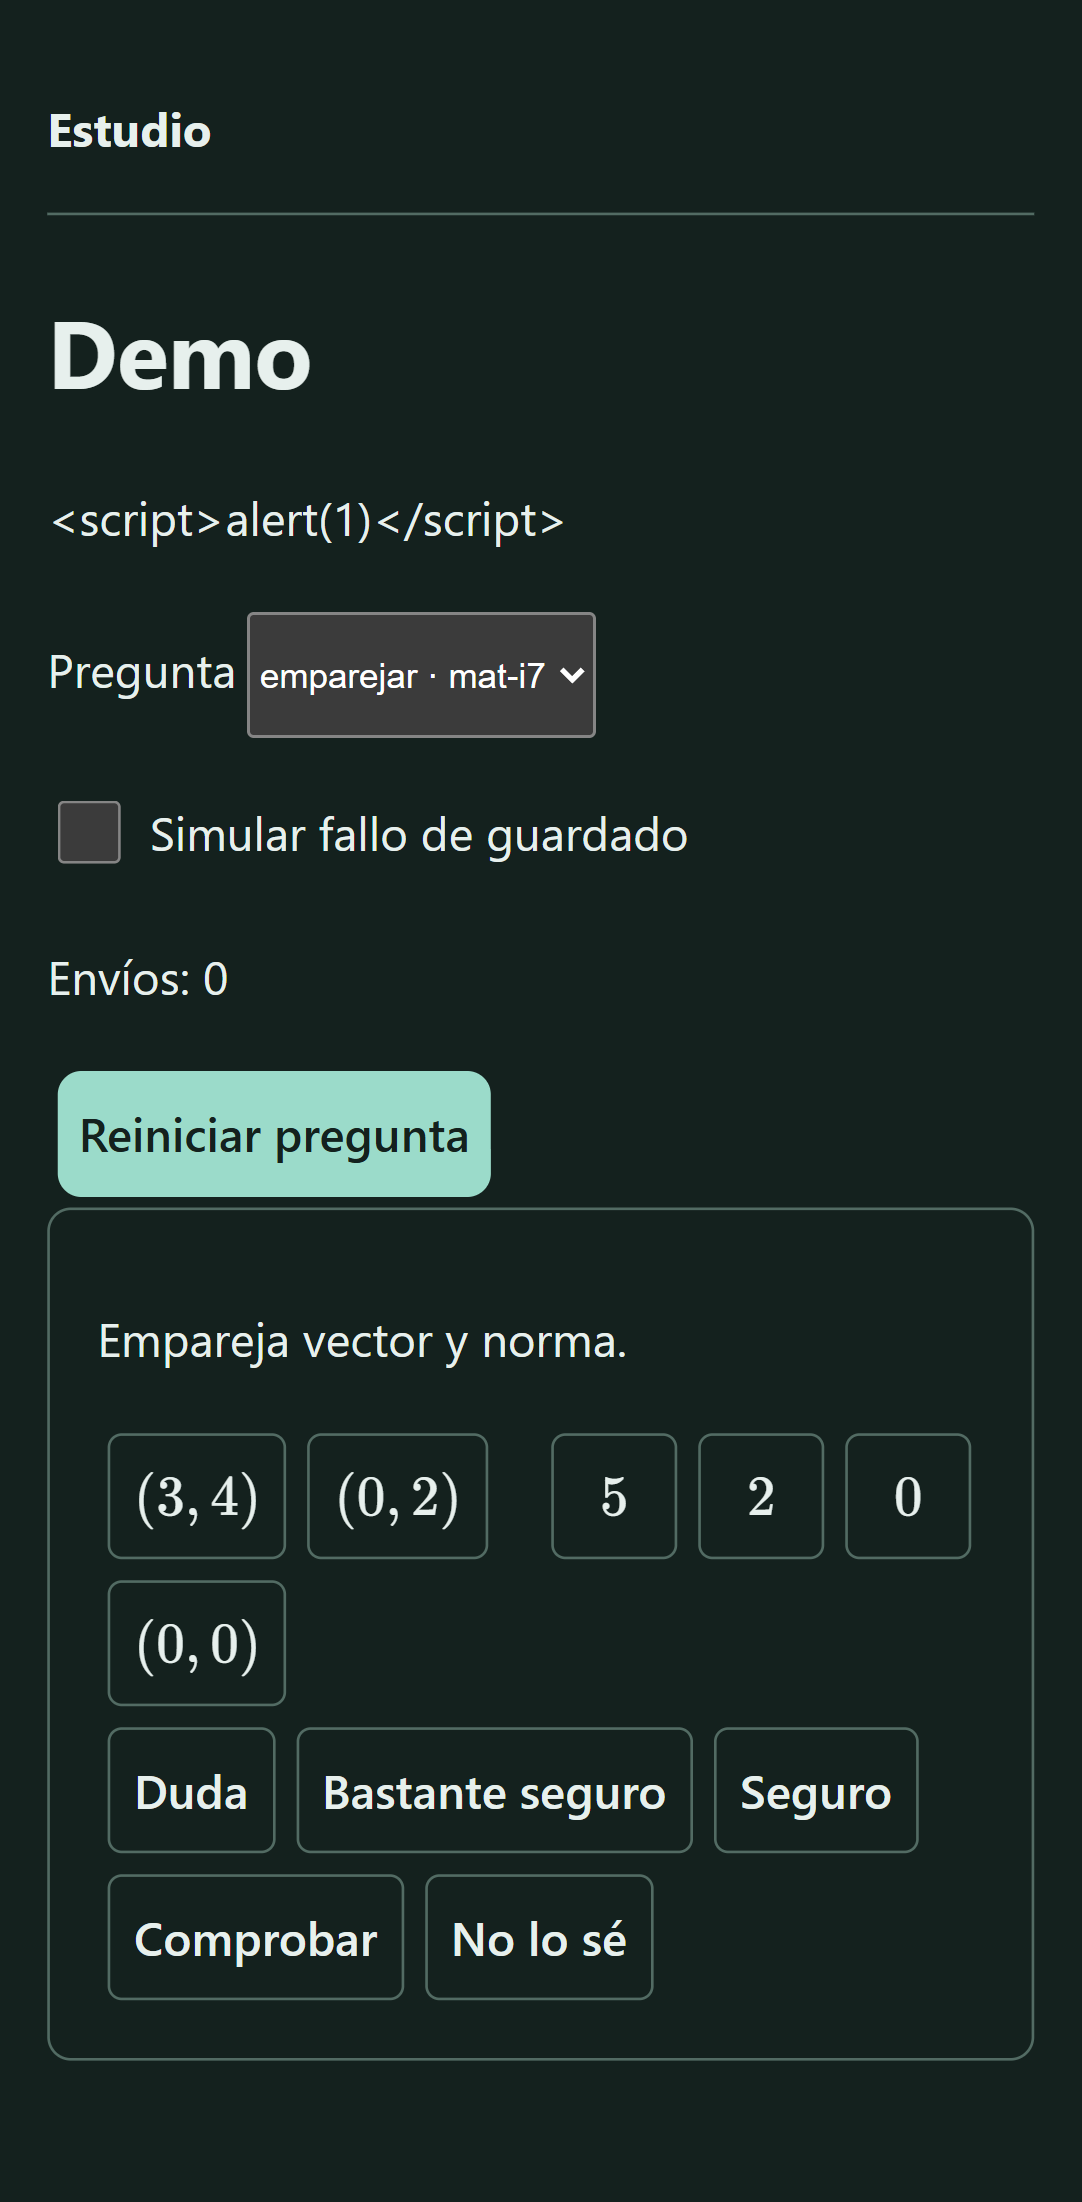 Estudio
Demo
<script>alert(1)</script>
Pregunta emparejar · mat-i7
Simular fallo de guardado
Envíos: 0
Reiniciar pregunta
Empareja vector y norma.
(3, 4) (0, 2) 5 2 0
(0, 0)
Duda Bastante seguro Seguro
Comprobar No lo sé